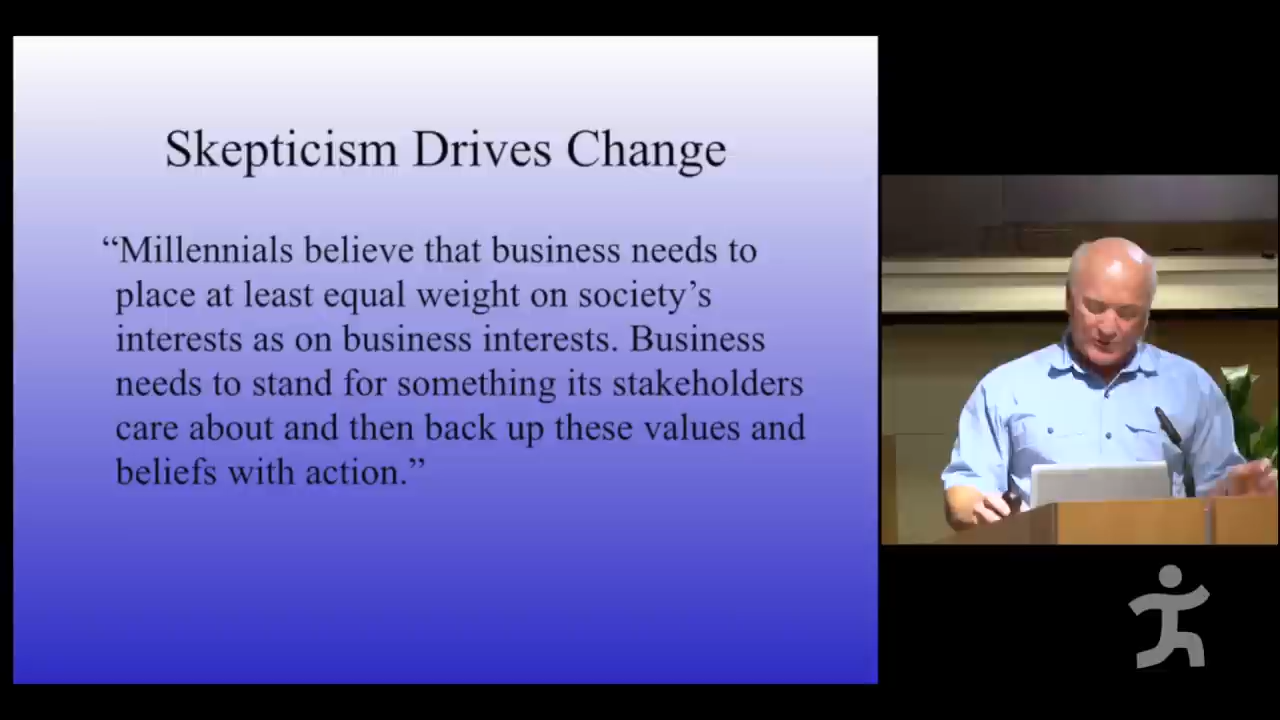 Skepticism Drives Change
“Millennials believe that business needs to
place at least equal weight on society’s
interests as on business interests. Business
needs to stand for something its stakeholders
care about and then back up these values and
beliefs with action.”